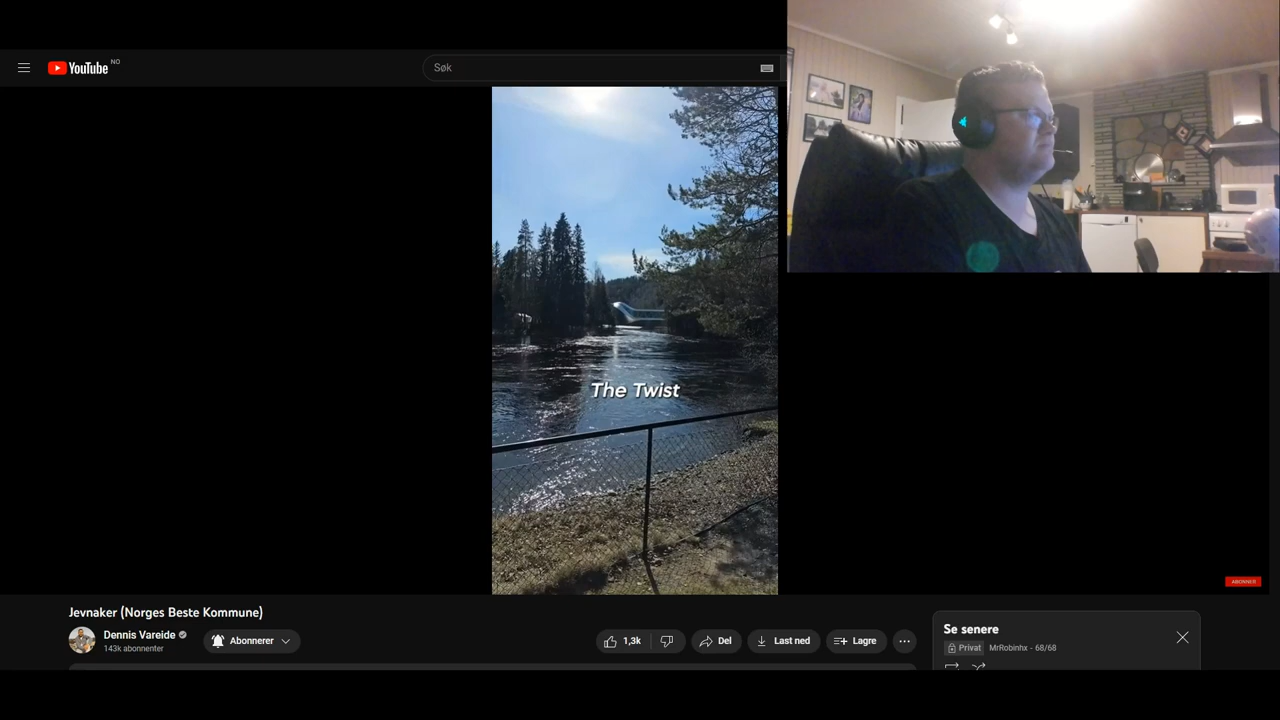 YouTube NO
Søk
The Twist
ABONNER
Jevnaker (Norges Beste Kommune)
Dennis Vareide
143k abonnenter
Abonnerer
1,3k
Del
Last ned
Lagre
Se senere
Privat MrRobinhx - 68/68